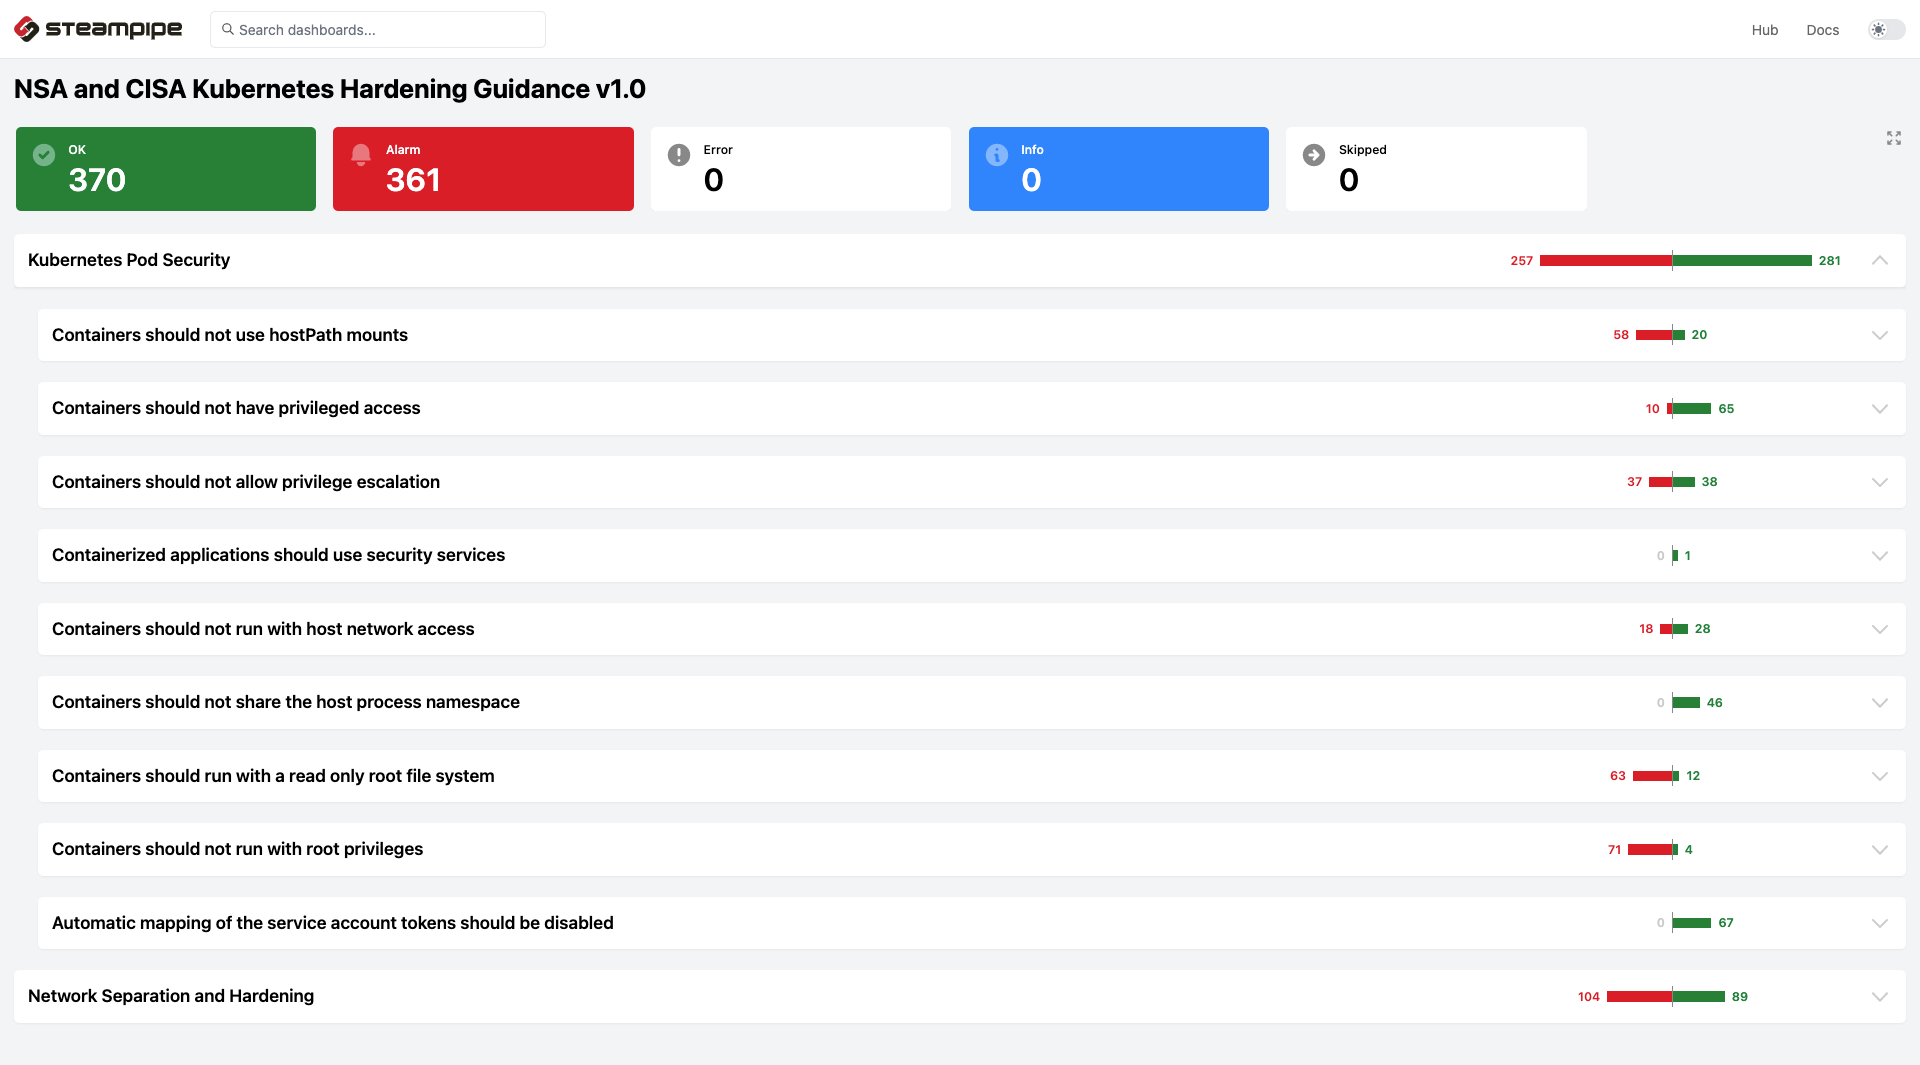 steampipe
Search dashboards...
Hub
Docs
NSA and CISA Kubernetes Hardening Guidance v1.0
OK
370
Alarm
361
Error
0
Info
0
Skipped
0
Kubernetes Pod Security 257 281
Containers should not use hostPath mounts 58 20
Containers should not have privileged access 10 65
Containers should not allow privilege escalation 37 38
Containerized applications should use security services 0 1
Containers should not run with host network access 18 28
Containers should not share the host process namespace 0 46
Containers should run with a read only root file system 63 12
Containers should not run with root privileges 71 4
Automatic mapping of the service account tokens should be disabled 0 67
Network Separation and Hardening 104 89